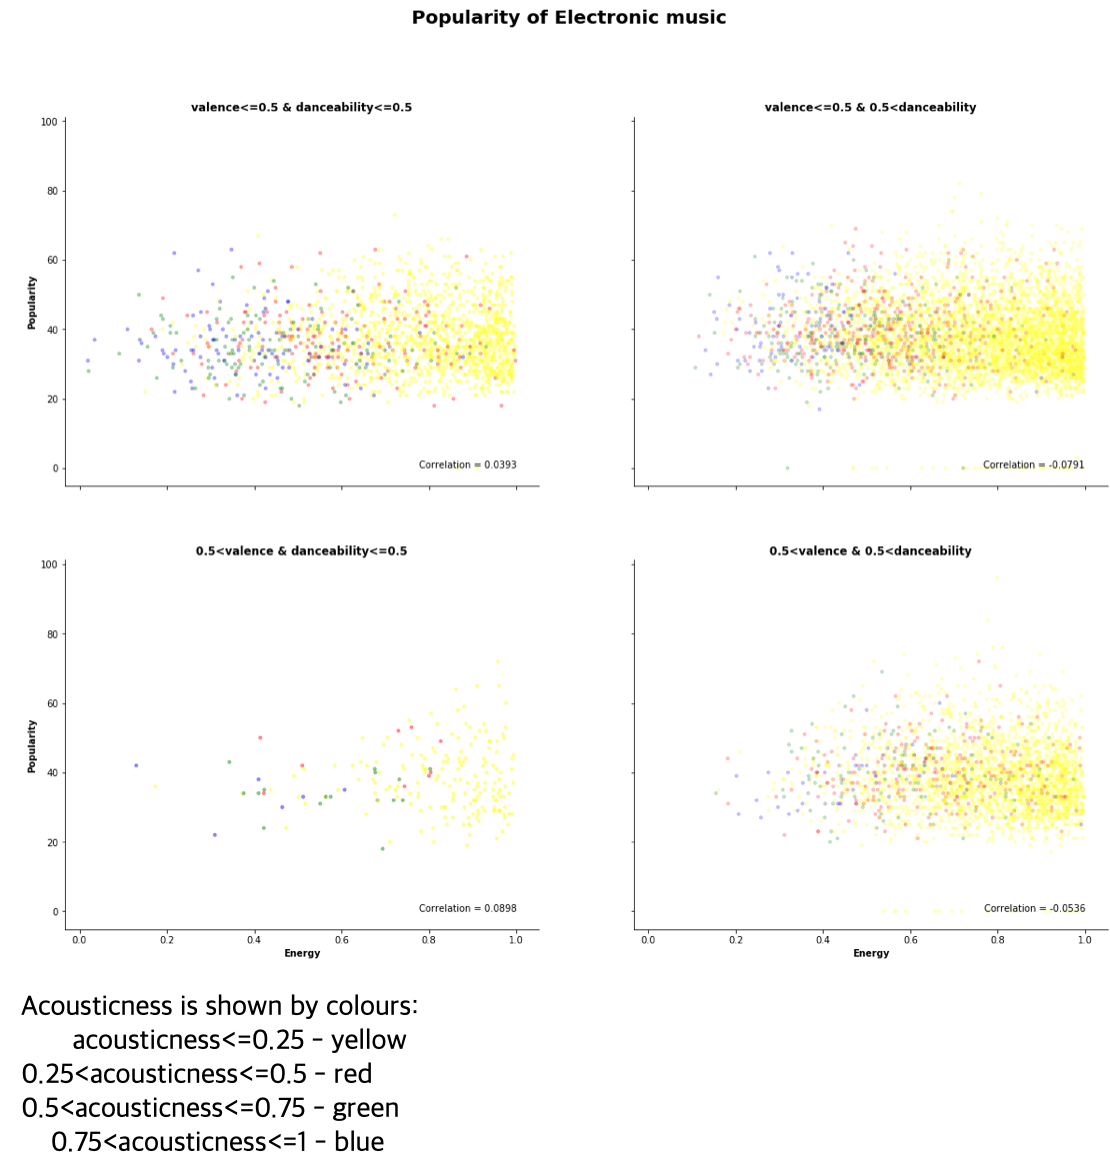 Popularity of Electronic music
valence<=0.5 & danceability<=0.5
valence<=0.5 & 0.5<danceability
100
80
60
40
20
0
Popularity
Correlation = 0.0393
Correlation = -0.0791
0.5<valence & danceability<=0.5
0.5<valence & 0.5<danceability
100
80
60
40
20
0
Popularity
Correlation = 0.0898
Correlation = -0.0536
0.0 0.2 0.4 0.6 0.8 1.0
0.0 0.2 0.4 0.6 0.8 1.0
Energy
Energy
Acousticness is shown by colours:
acousticness<=0.25 - yellow
0.25<acousticness<=0.5 - red
0.5<acousticness<=0.75 - green
0.75<acousticness<=1 - blue